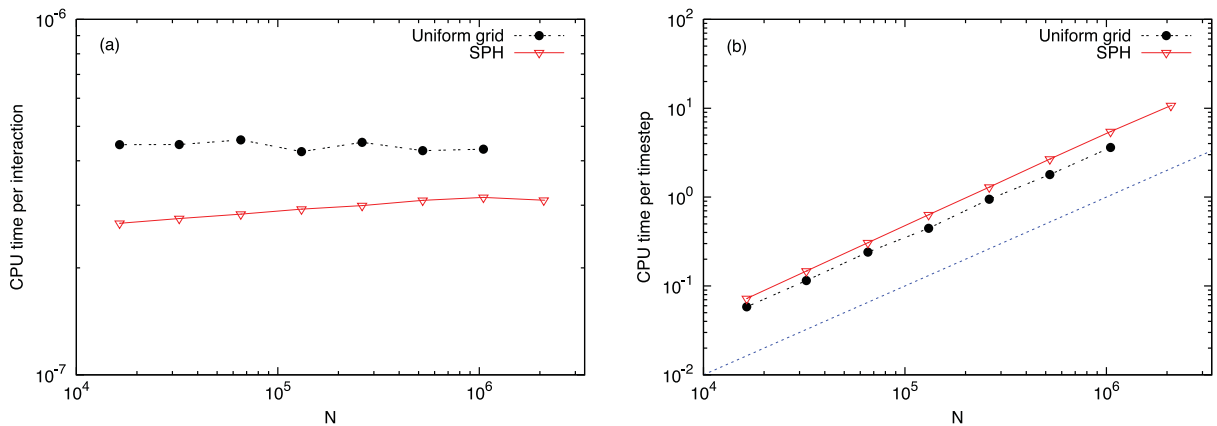 (a)
Uniform grid
SPH
CPU time per interaction
10^-6
10^-7
10^4
10^5
10^6
N
(b)
Uniform grid
SPH
CPU time per timestep
10^2
10^1
10^0
10^-1
10^-2
10^4
10^5
10^6
N